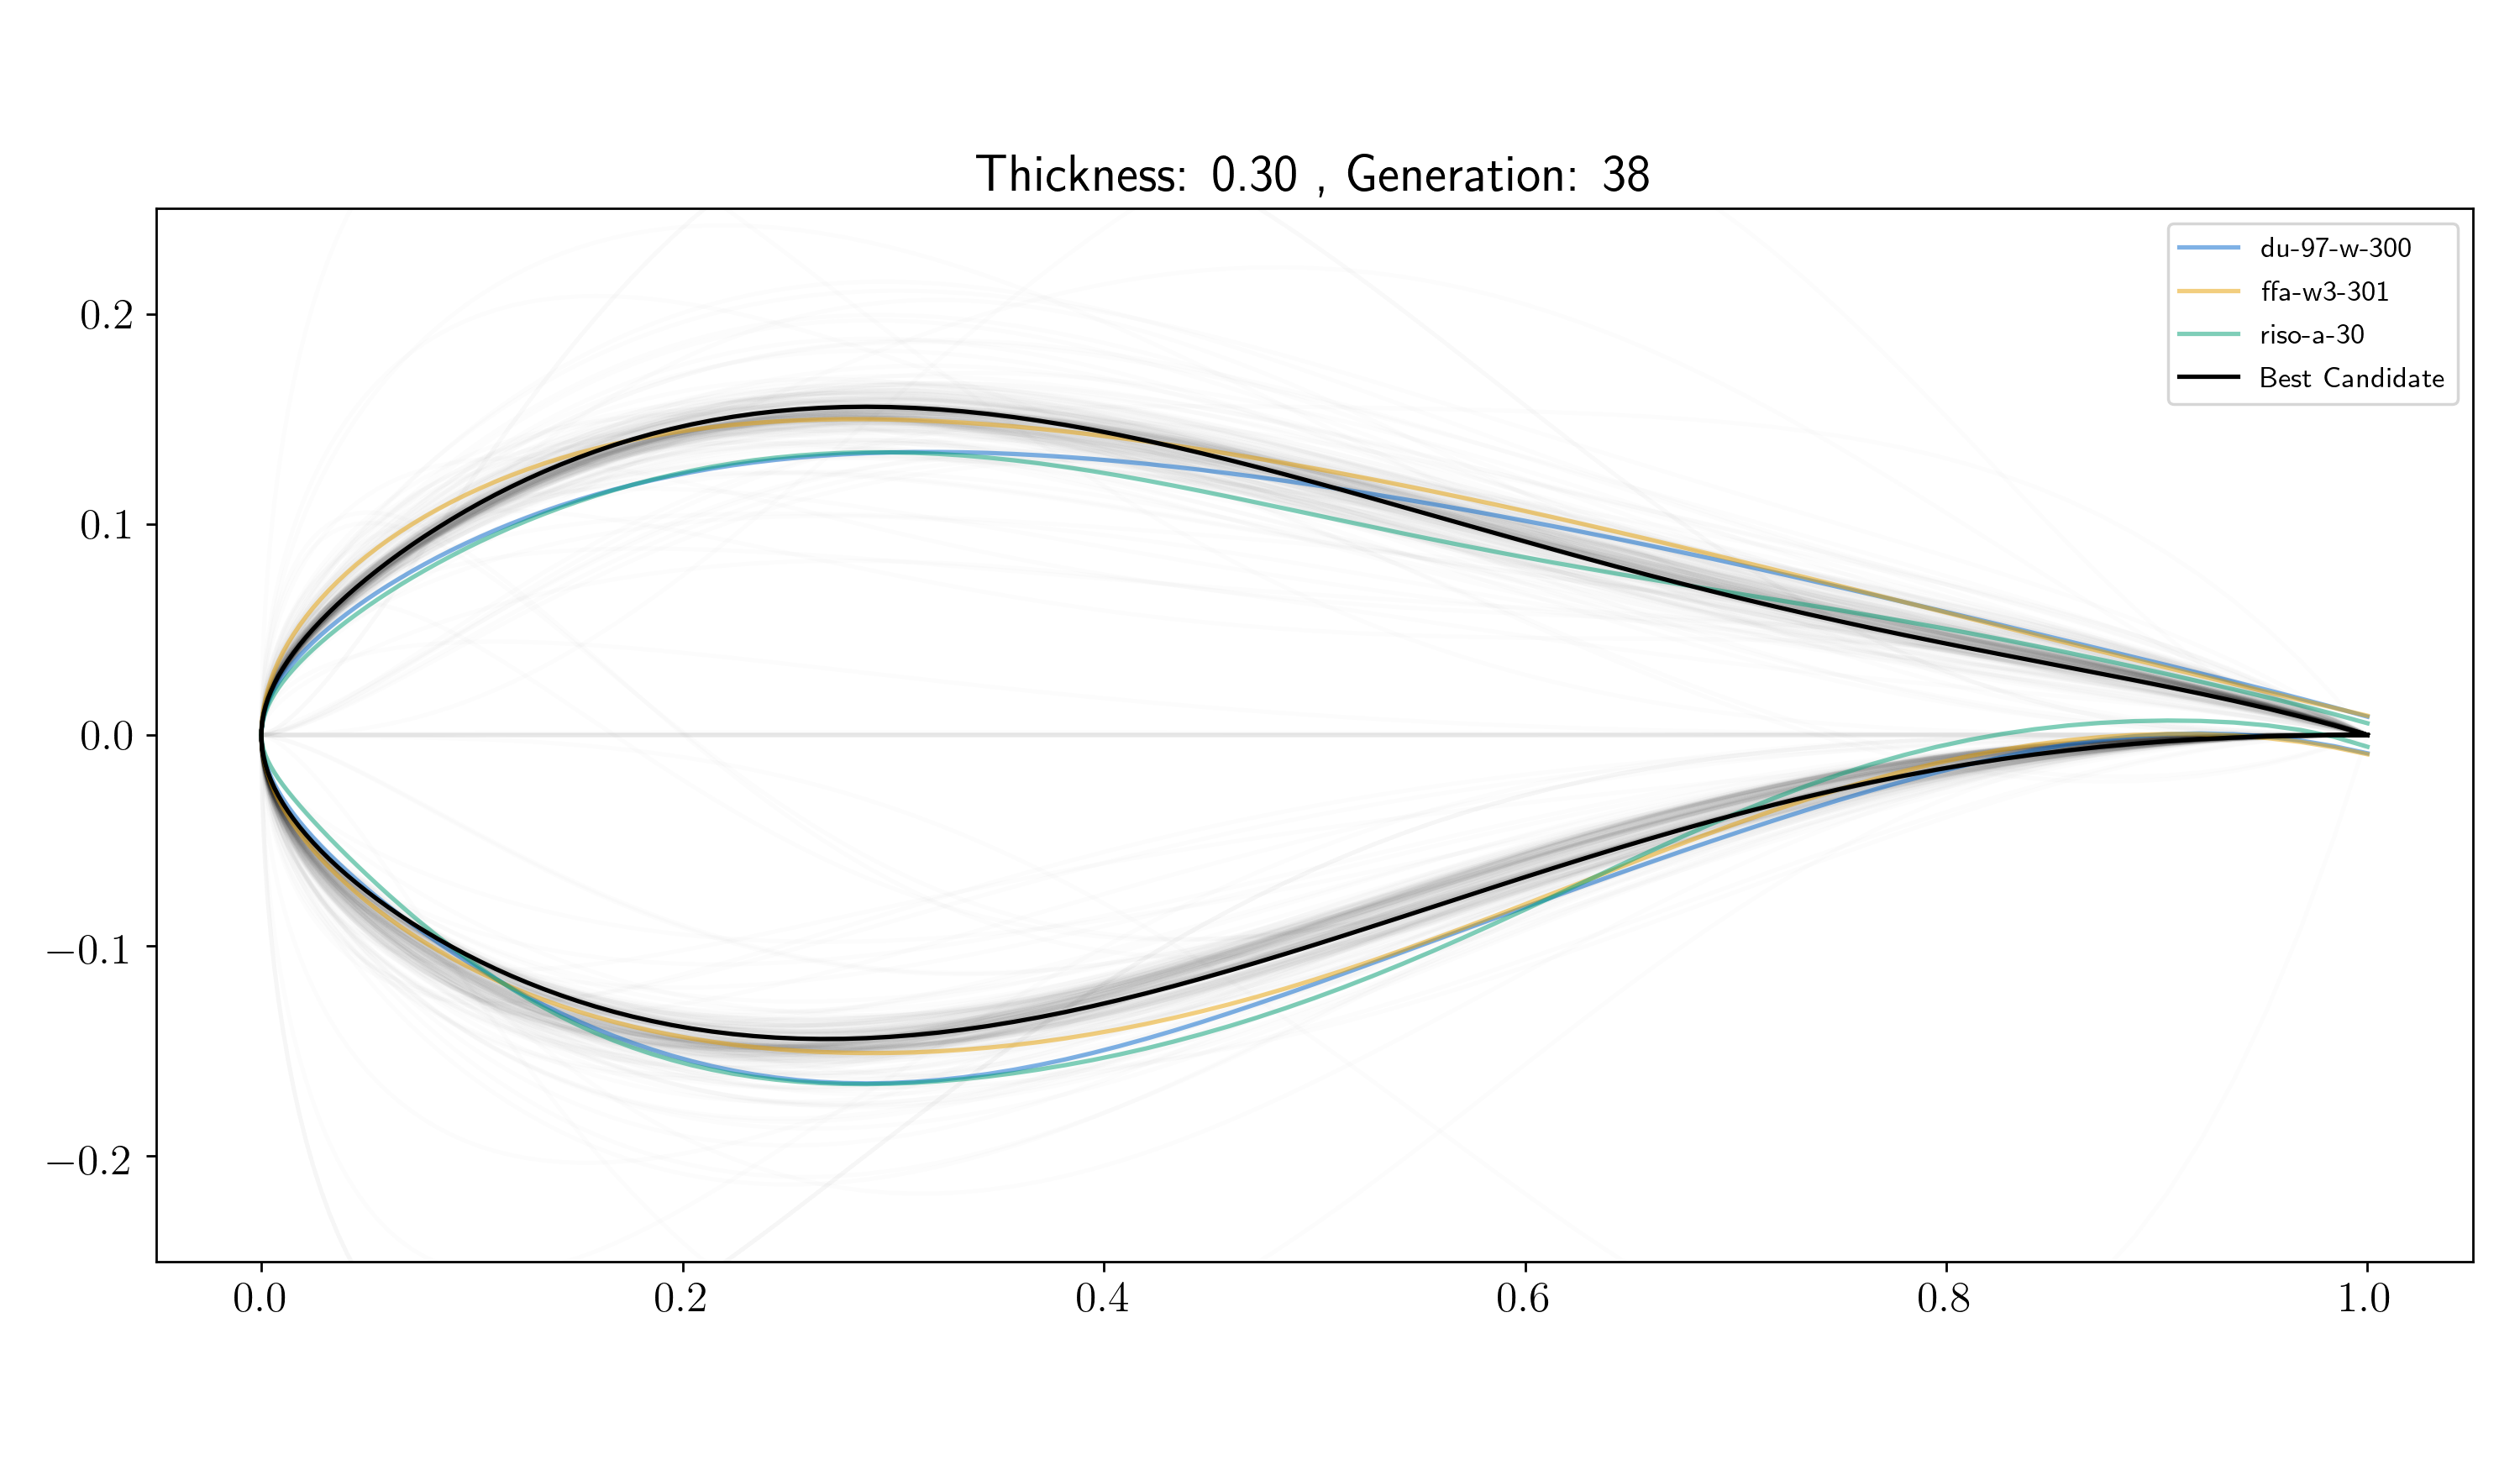 Thickness: 0.30 , Generation: 38
du-97-w-300
ffa-w3-301
riso-a-30
Best Candidate
0.2
0.1
0.0
−0.1
−0.2
0.0 0.2 0.4 0.6 0.8 1.0